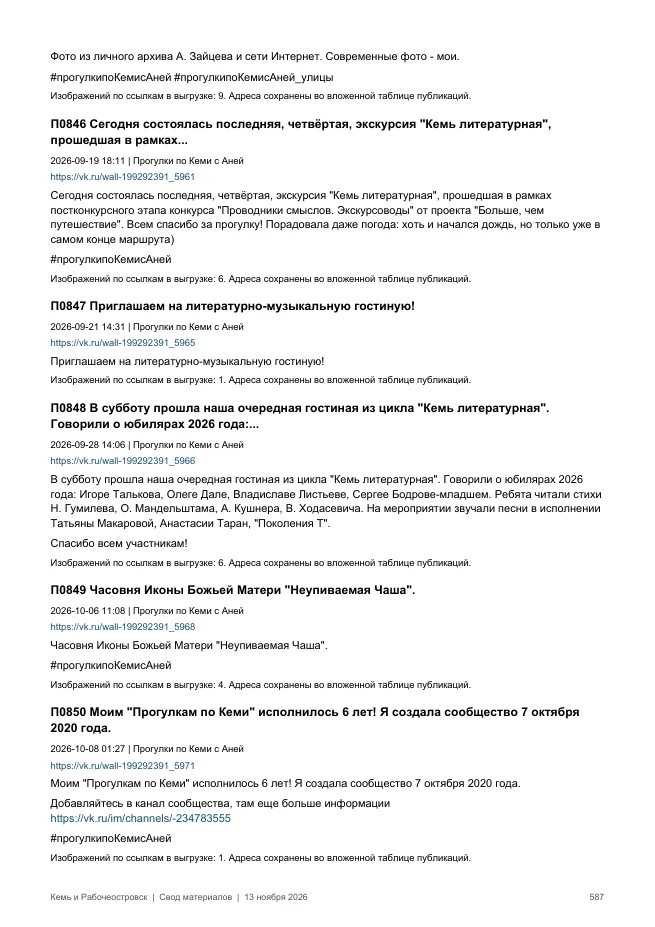 Фото из личного архива А. Зайцева и сети Интернет. Современные фото - мои.
#прогулкипоКемисАней #прогулкипоКемисАней_улицы
Изображений по ссылкам в выгрузке: 9. Адреса сохранены во вложенной таблице публикаций.
П0846 Сегодня состоялась последняя, четвёртая, экскурсия "Кемь литературная",
прошедшая в рамках...
2026-09-19 18:11 | Прогулки по Кеми с Аней
https://vk.ru/wall-199292391_5961
Сегодня состоялась последняя, четвёртая, экскурсия "Кемь литературная", прошедшая в рамках
постконкурсного этапа конкурса "Проводники смыслов. Экскурсоводы" от проекта "Больше, чем
путешествие". Всем спасибо за прогулку! Порадовала даже погода: хоть и начался дождь, но только уже в
самом конце маршрута)
#прогулкипоКемисАней
Изображений по ссылкам в выгрузке: 6. Адреса сохранены во вложенной таблице публикаций.
П0847 Приглашаем на литературно-музыкальную гостиную!
2026-09-21 14:31 | Прогулки по Кеми с Аней
https://vk.ru/wall-199292391_5965
Приглашаем на литературно-музыкальную гостиную!
Изображений по ссылкам в выгрузке: 1. Адреса сохранены во вложенной таблице публикаций.
П0848 В субботу прошла наша очередная гостиная из цикла "Кемь литературная".
Говорили о юбилярах 2026 года:...
2026-09-28 14:06 | Прогулки по Кеми с Аней
https://vk.ru/wall-199292391_5966
В субботу прошла наша очередная гостиная из цикла "Кемь литературная". Говорили о юбилярах 2026
года: Игоре Талькова, Олеге Дале, Владиславе Листьеве, Сергее Бодрове-младшем. Ребята читали стихи
Н. Гумилева, О. Мандельштама, А. Кушнера, В. Ходасевича. На мероприятии звучали песни в исполнении
Татьяны Макаровой, Анастасии Таран, "Поколения Т".
Спасибо всем участникам!
Изображений по ссылкам в выгрузке: 6. Адреса сохранены во вложенной таблице публикаций.
П0849 Часовня Иконы Божьей Матери "Неупиваемая Чаша".
2026-10-06 11:08 | Прогулки по Кеми с Аней
https://vk.ru/wall-199292391_5968
Часовня Иконы Божьей Матери "Неупиваемая Чаша".
#прогулкипоКемисАней
Изображений по ссылкам в выгрузке: 4. Адреса сохранены во вложенной таблице публикаций.
П0850 Моим "Прогулкам по Кеми" исполнилось 6 лет! Я создала сообщество 7 октября
2020 года.
2026-10-08 01:27 | Прогулки по Кеми с Аней
https://vk.ru/wall-199292391_5971
Моим "Прогулкам по Кеми" исполнилось 6 лет! Я создала сообщество 7 октября 2020 года.
Добавляйтесь в канал сообщества, там еще больше информации
https://vk.ru/im/channels/-234783555
#прогулкипоКемисАней
Изображений по ссылкам в выгрузке: 1. Адреса сохранены во вложенной таблице публикаций.
Кемь и Рабочеостровск | Свод материалов | 13 ноября 2026
587